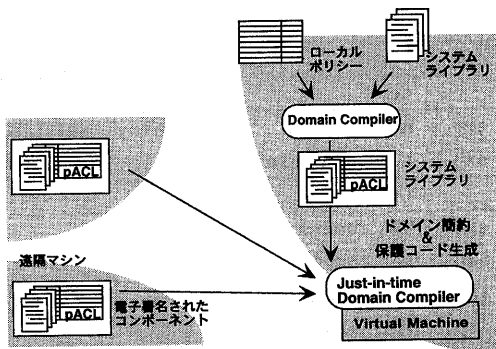 ローカル
ポリシー
システム
ライブラリ
Domain Compiler
pACL
pACL
システム
ライブラリ
ドメイン簡約
&
保護コード生成
遠隔マシン
Just-in-time
Domain Compiler
pACL
電子署名された
コンポーネント
Virtual Machine